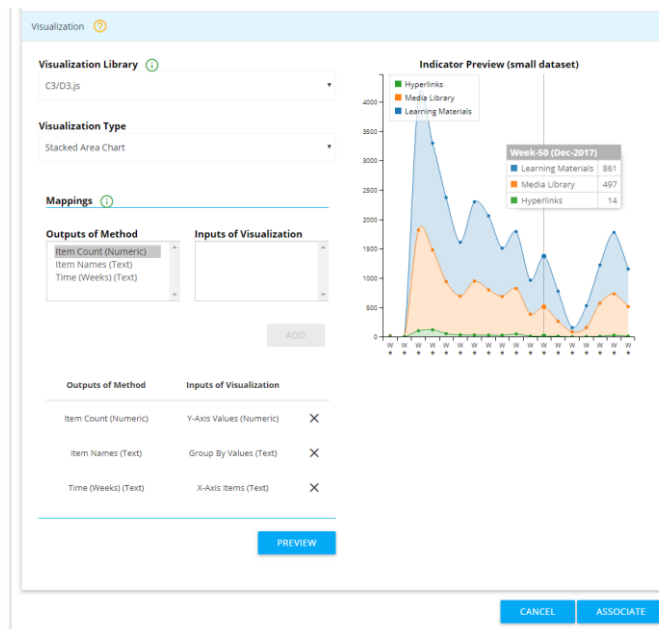 Visualization
Visualization Library
C3/D3.js
Visualization Type
Stacked Area Chart
Mappings
Outputs of Method
Inputs of Visualization
Item Count (Numeric)
Item Names (Text)
Time (Weeks) (Text)
ADD
Outputs of Method
Inputs of Visualization
Item Count (Numeric)
Y-Axis Values (Numeric)
Item Names (Text)
Group By Values (Text)
Time (Weeks) (Text)
X-Axis Items (Text)
PREVIEW
Indicator Preview (small dataset)
Hyperlinks
Media Library
Learning Materials
4000
3500
3000
2500
2000
1500
1000
500
0
Week-50 (Dec-2017)
Learning Materials 861
Media Library 497
Hyperlinks 14
W W W W W W W W W W W W W W W W W W
CANCEL
ASSOCIATE